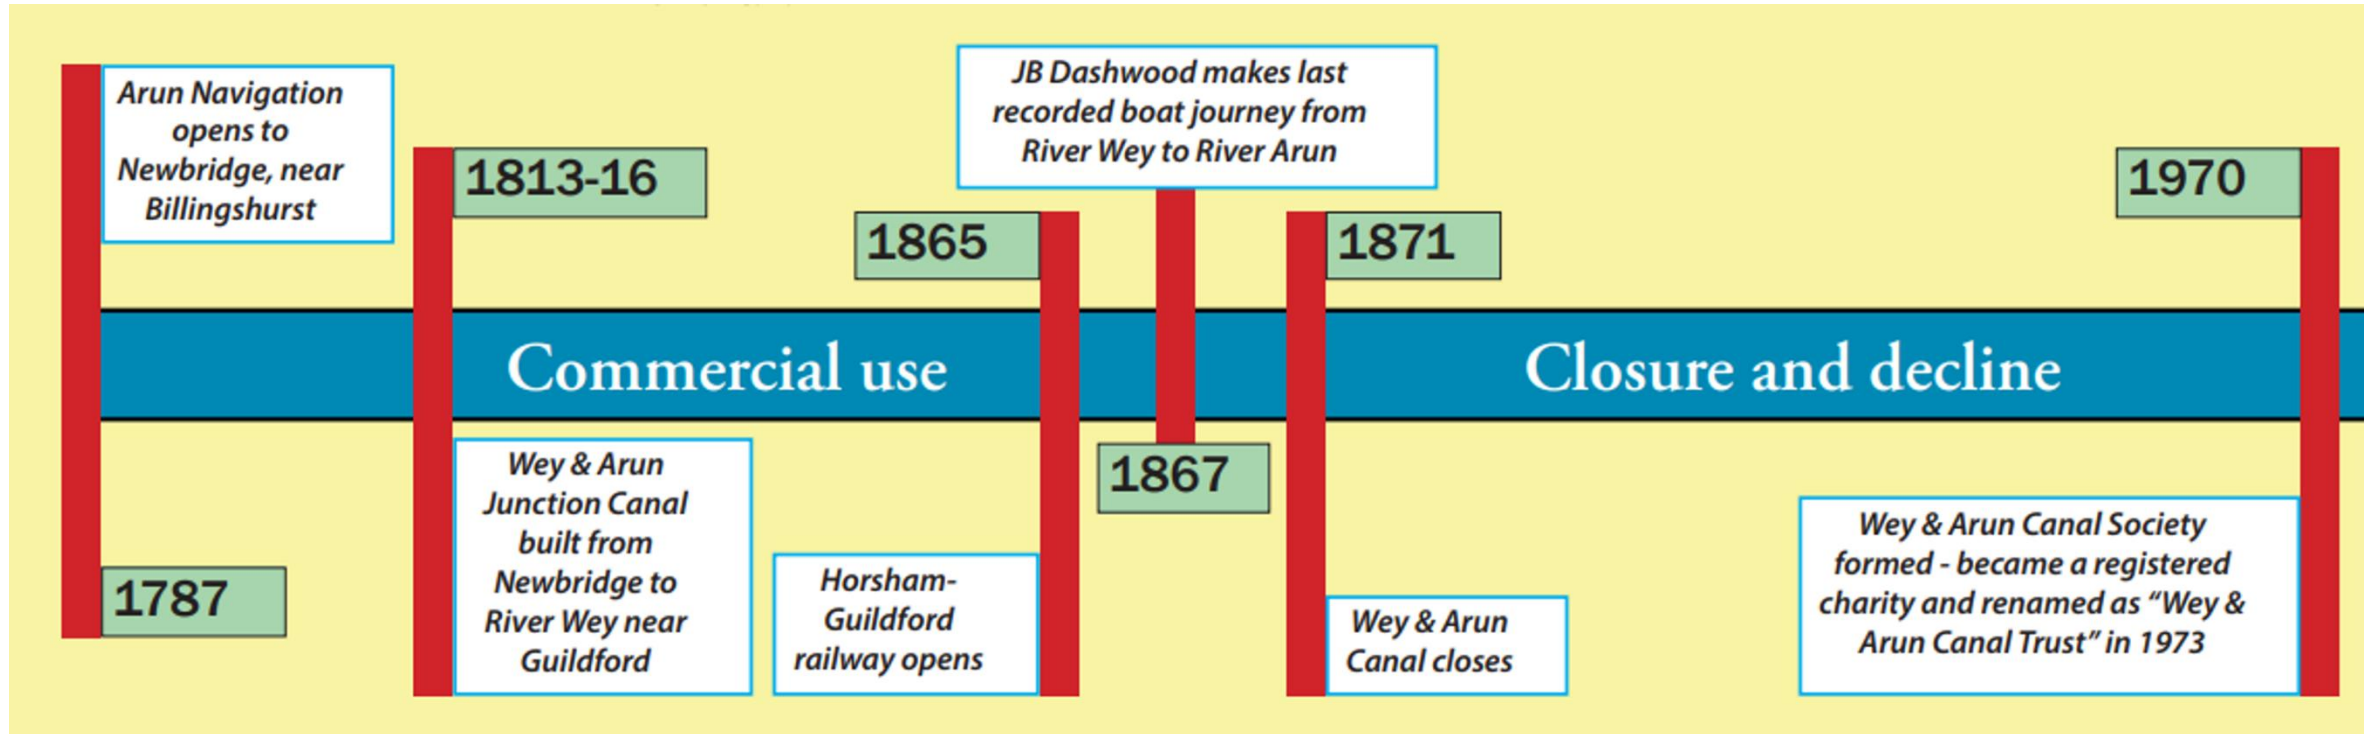 Arun Navigation
opens to
Newbridge, near
Billingshurst
1787
1813-16
Wey & Arun
Junction Canal
built from
Newbridge to
River Wey near
Guildford
Commercial use
1865
Horsham-
Guildford
railway opens
JB Dashwood makes last
recorded boat journey from
River Wey to River Arun
1867
1871
Wey & Arun
Canal closes
Closure and decline
1970
Wey & Arun Canal Society
formed - became a registered
charity and renamed as “Wey &
Arun Canal Trust” in 1973